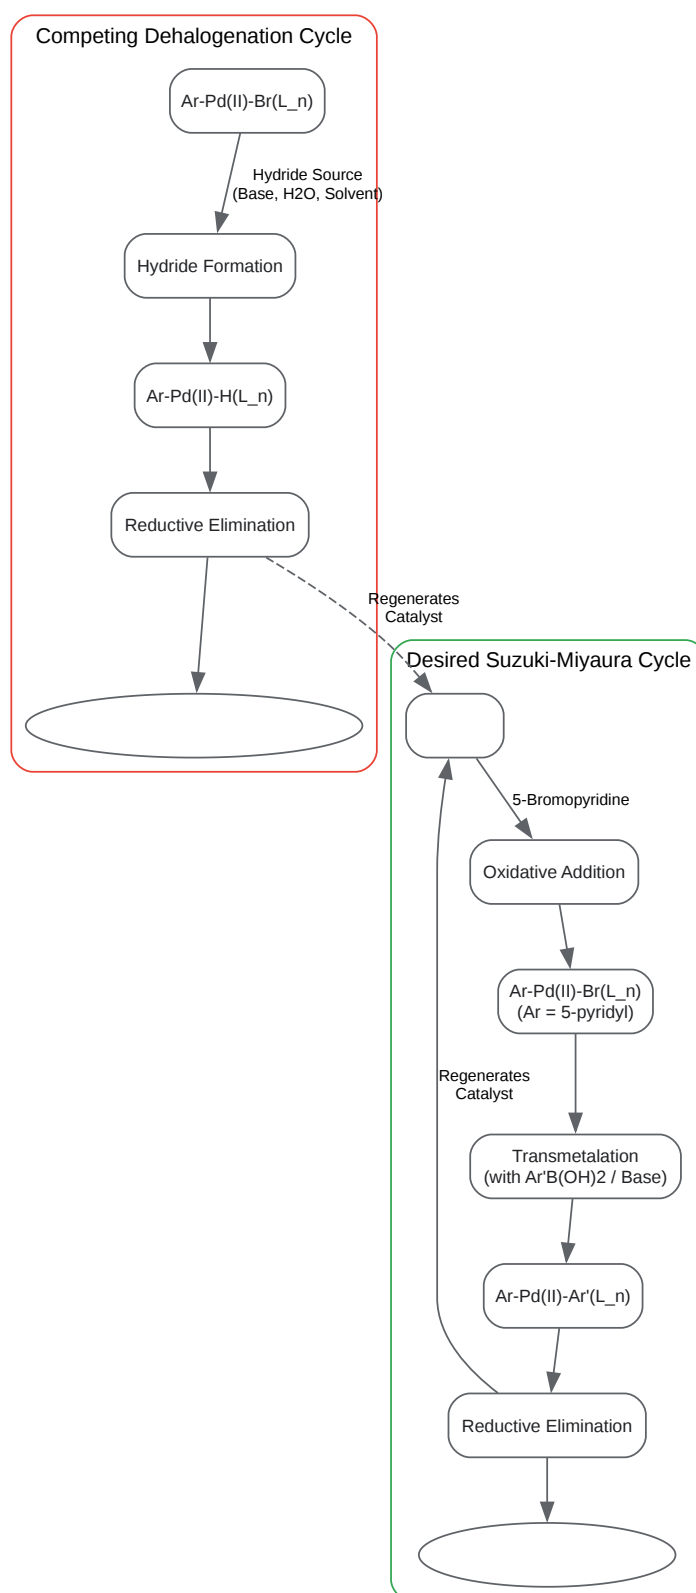 Competing Dehalogenation Cycle
Ar-Pd(II)-Br(L_n)
Hydride Source
(Base, H2O, Solvent)
Hydride Formation
Ar-Pd(II)-H(L_n)
Reductive Elimination
Regenerates
Catalyst
Desired Suzuki-Miyaura Cycle
5-Bromopyridine
Oxidative Addition
Ar-Pd(II)-Br(L_n)
(Ar = 5-pyridyl)
Regenerates
Catalyst
Transmetalation
(with Ar'B(OH)2 / Base)
Ar-Pd(II)-Ar'(L_n)
Reductive Elimination